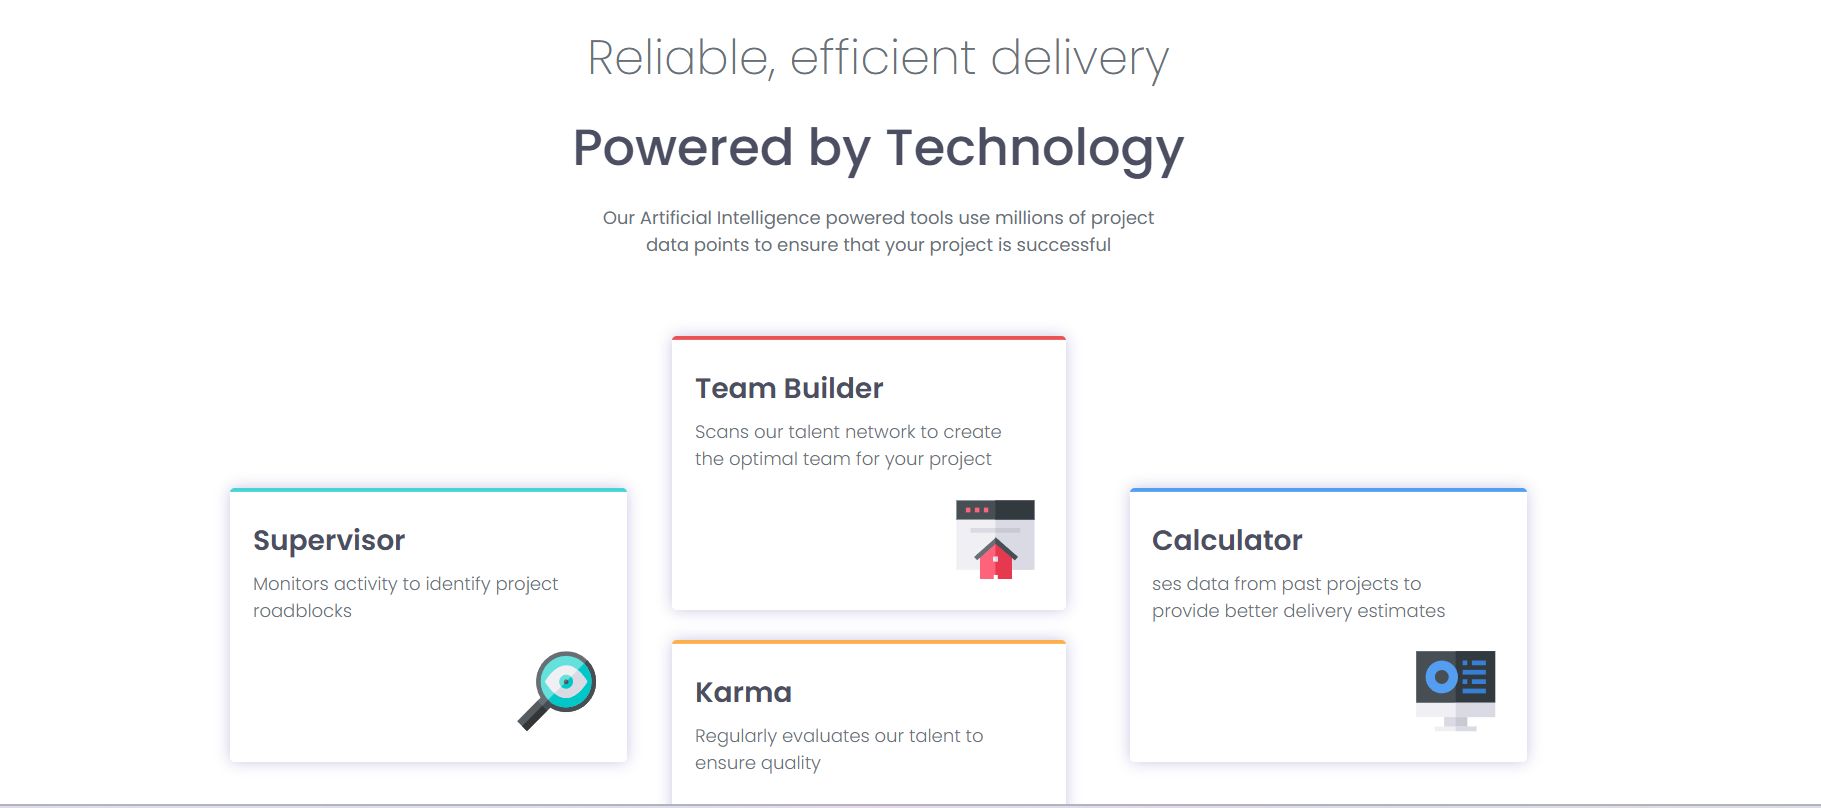 Reliable, efficient delivery
Powered by Technology
Our Artificial Intelligence powered tools use millions of project
data points to ensure that your project is successful
Supervisor
Monitors activity to identify project
roadblocks
Team Builder
Scans our talent network to create
the optimal team for your project
Karma
Regularly evaluates our talent to
ensure quality
Calculator
ses data from past projects to
provide better delivery estimates